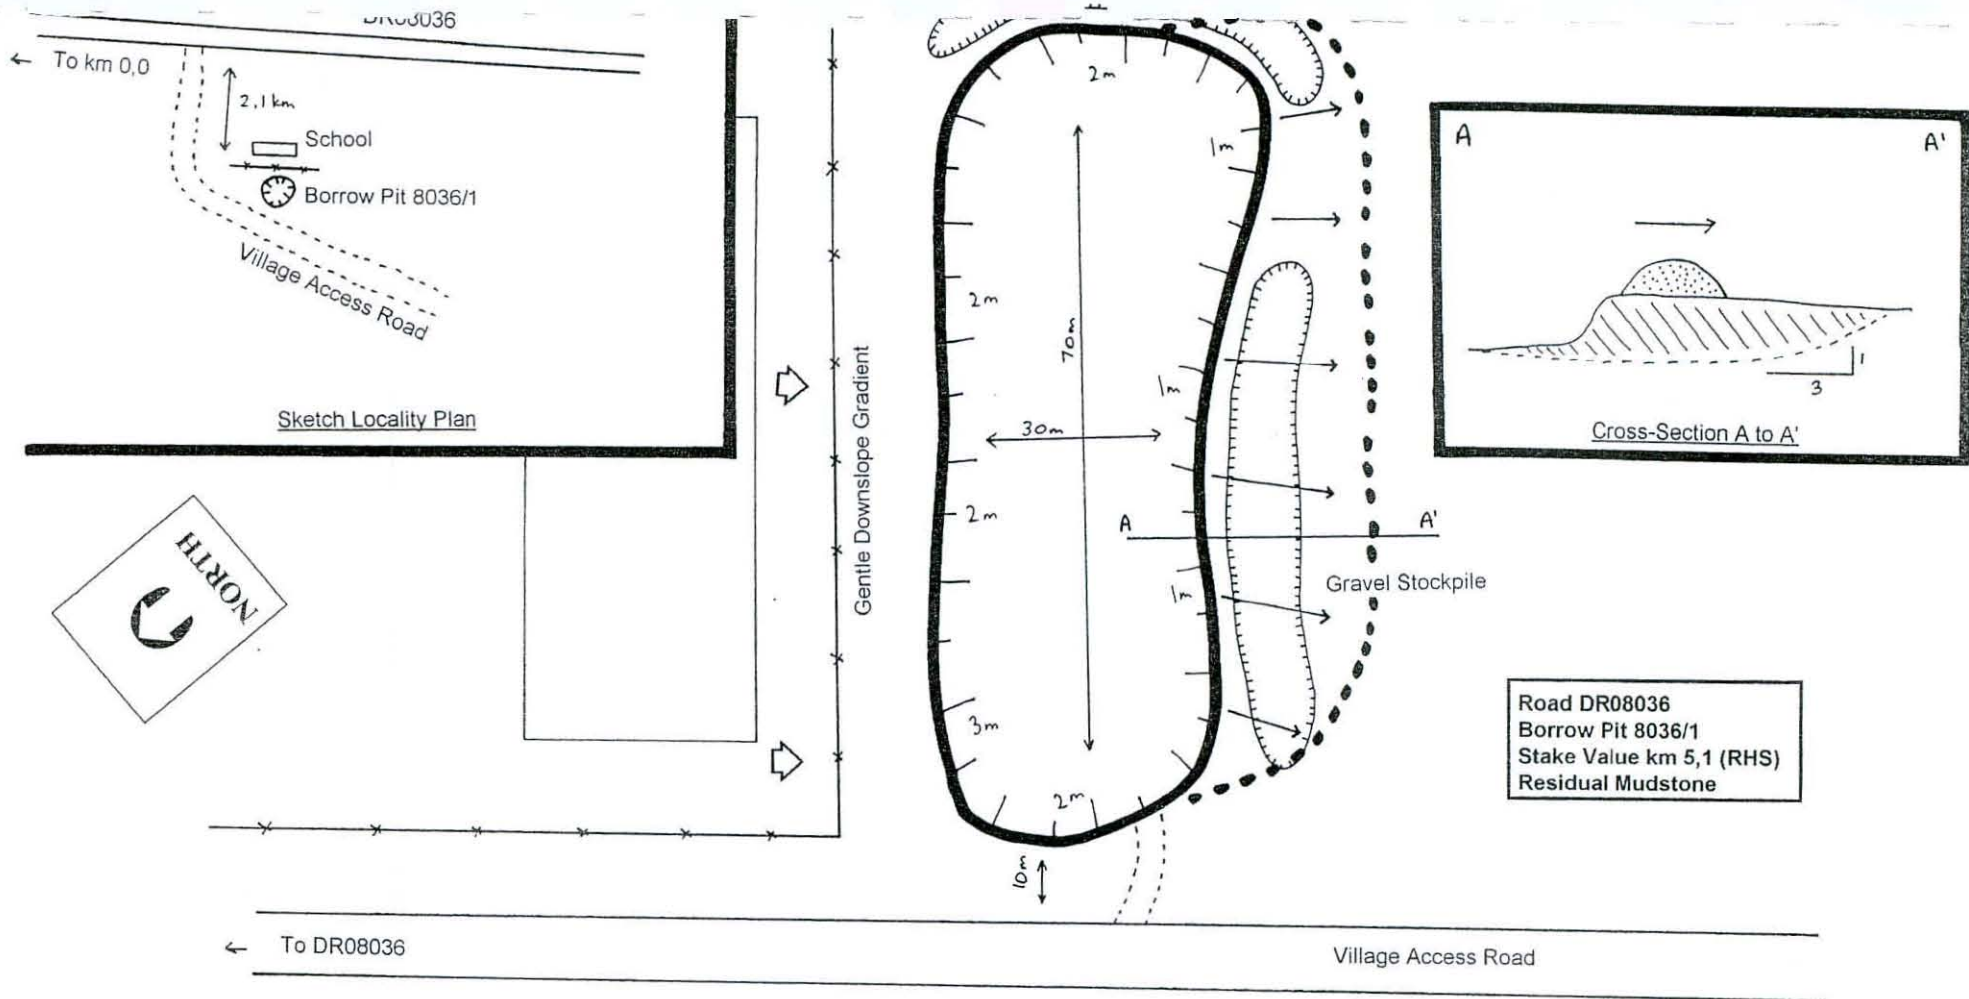 DR08036
← To km 0,0
2,1 km
School
Borrow Pit 8036/1
Village Access Road
Sketch Locality Plan
NORTH
Gentle Downslope Gradient
2m
1m
2m
70m
1m
30m
2m
1m
3m
2m
10m
A
A'
Gravel Stockpile
A
A'
1
3
Cross-Section A to A'
Road DR08036
Borrow Pit 8036/1
Stake Value km 5,1 (RHS)
Residual Mudstone
← To DR08036
Village Access Road